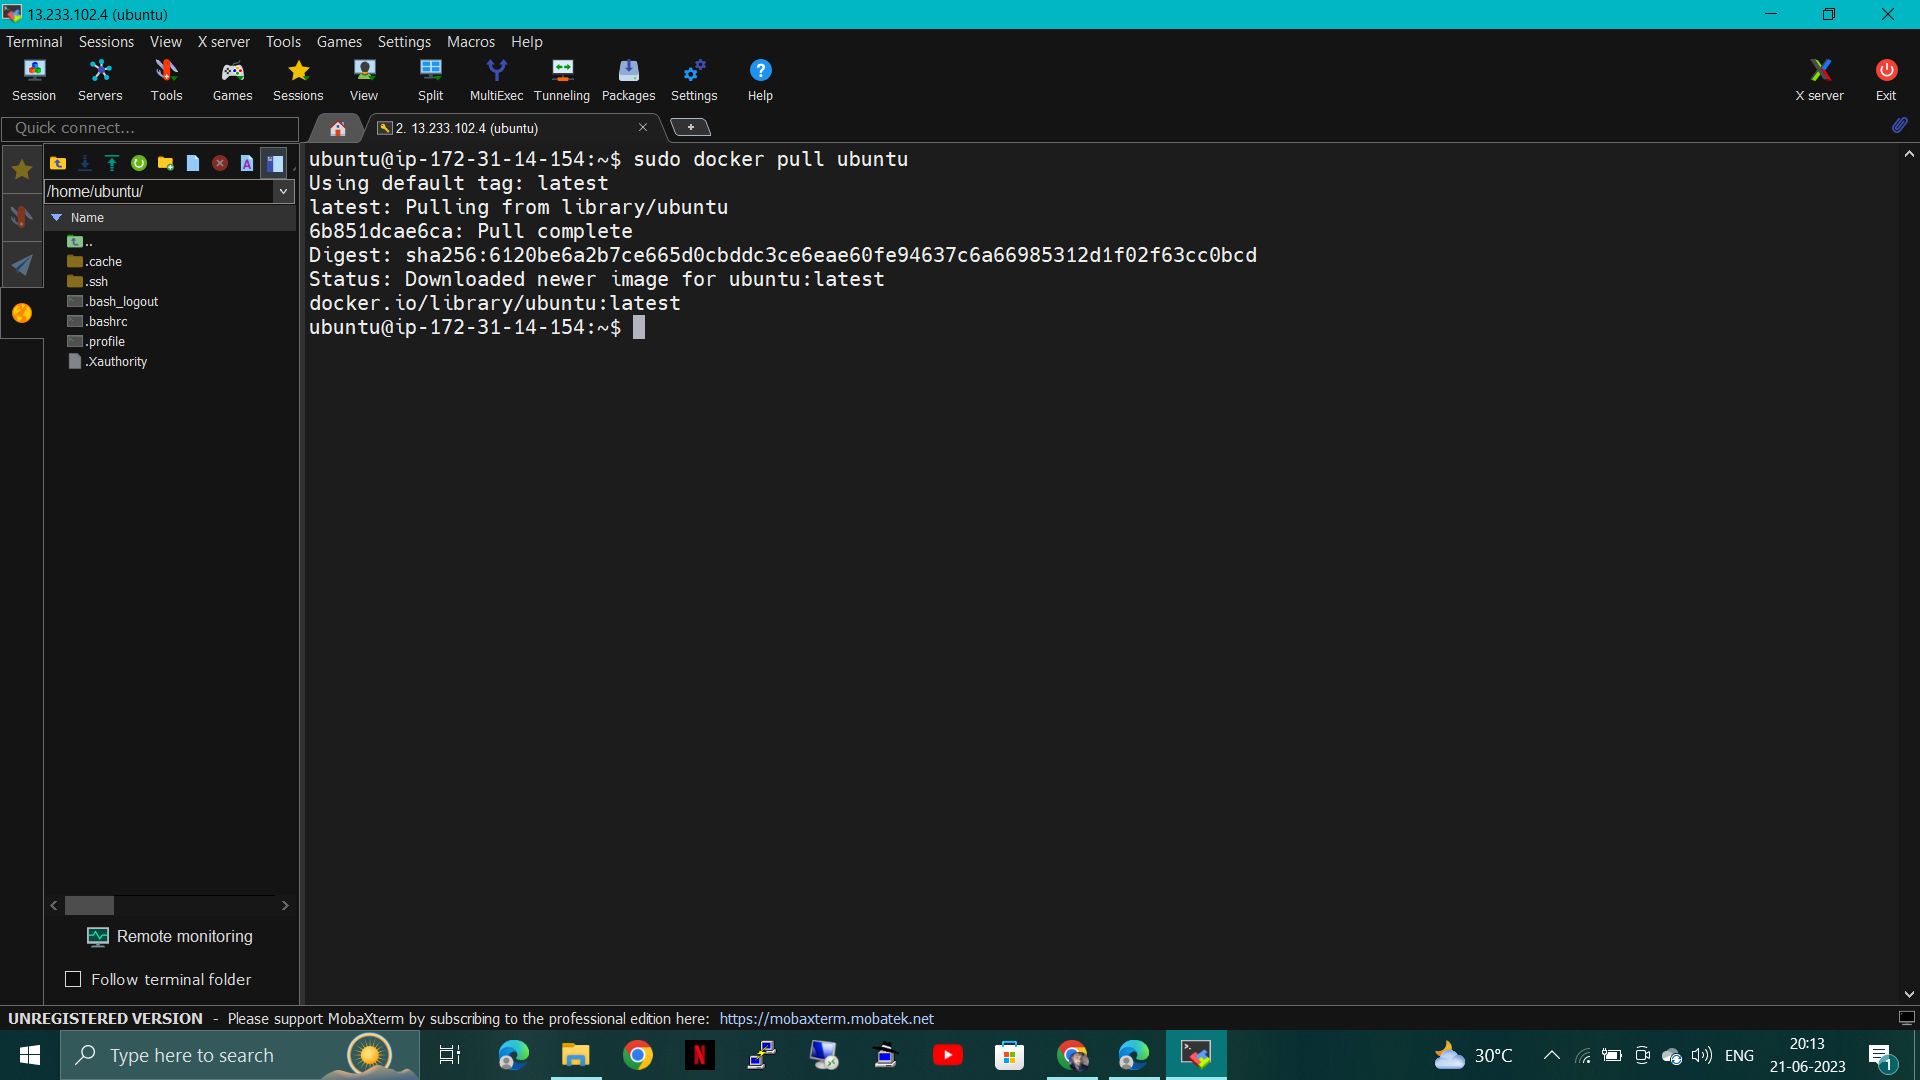 13.233.102.4 (ubuntu)
Terminal Sessions View X server Tools Games Settings Macros Help
Session Servers Tools Games Sessions View Split MultiExec Tunneling Packages Settings Help X server Exit
Quick connect...
2. 13.233.102.4 (ubuntu)
/home/ubuntu/
Name
..
.cache
.ssh
.bash_logout
.bashrc
.profile
.Xauthority
ubuntu@ip-172-31-14-154:~$ sudo docker pull ubuntu
Using default tag: latest
latest: Pulling from library/ubuntu
6b851dcae6ca: Pull complete
Digest: sha256:6120be6a2b7ce665d0cbddc3ce6eae60fe94637c6a66985312d1f02f63cc0bcd
Status: Downloaded newer image for ubuntu:latest
docker.io/library/ubuntu:latest
ubuntu@ip-172-31-14-154:~$
Remote monitoring
Follow terminal folder
UNREGISTERED VERSION - Please support MobaXterm by subscribing to the professional edition here: https://mobaxterm.mobatek.net
Type here to search
30°C
ENG
20:13
21-06-2023
1